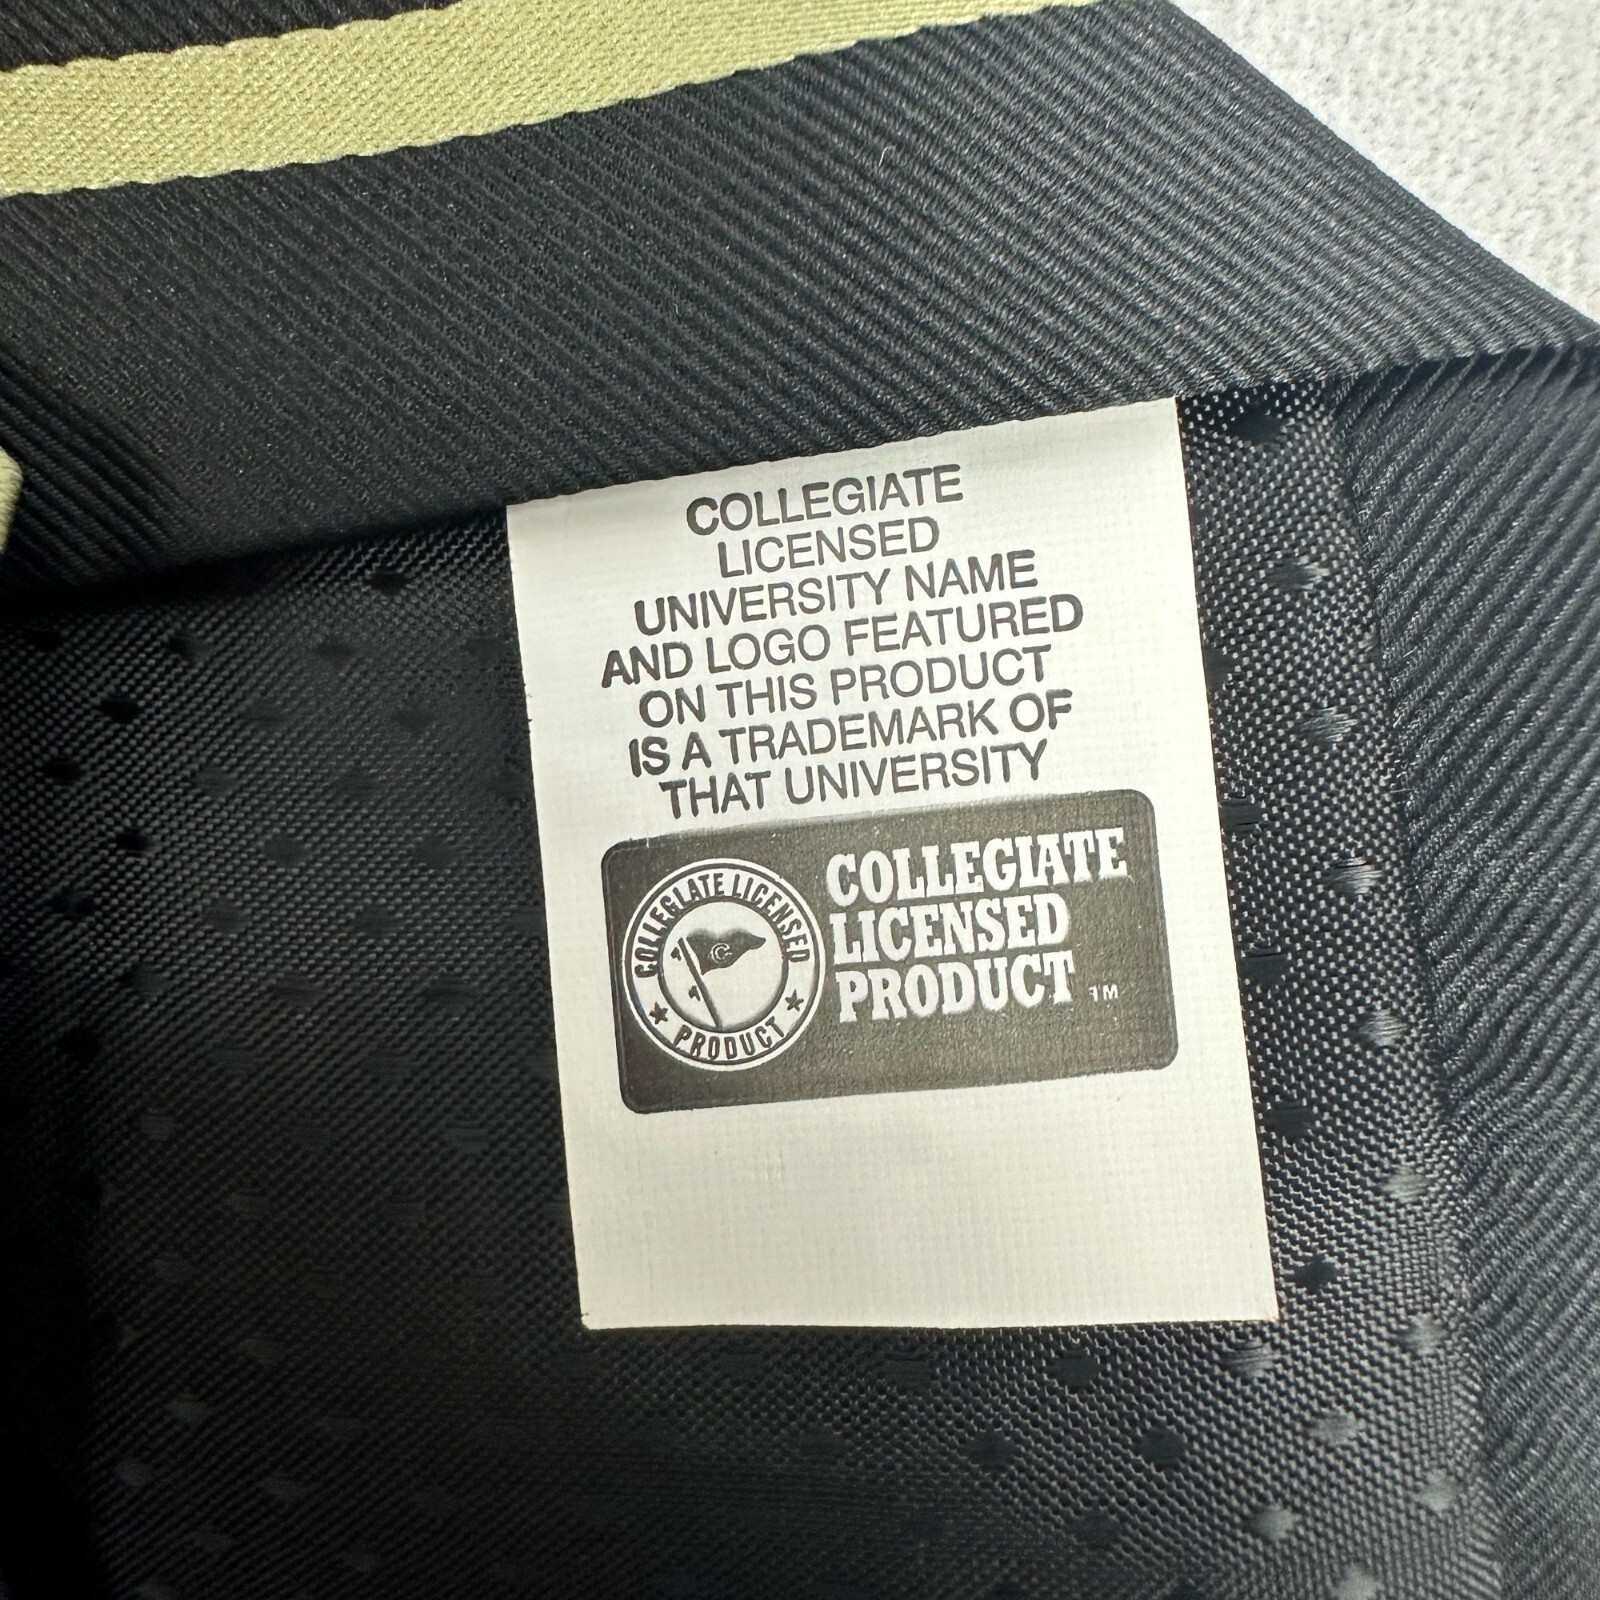 COLLEGIATE
LICENSED
UNIVERSITY NAME
AND LOGO FEATURED
ON THIS PRODUCT
IS A TRADEMARK OF
THAT UNIVERSITY
COLLEGIATE LICENSED
C
PRODUCT
COLLEGIATE
LICENSED
PRODUCT ™